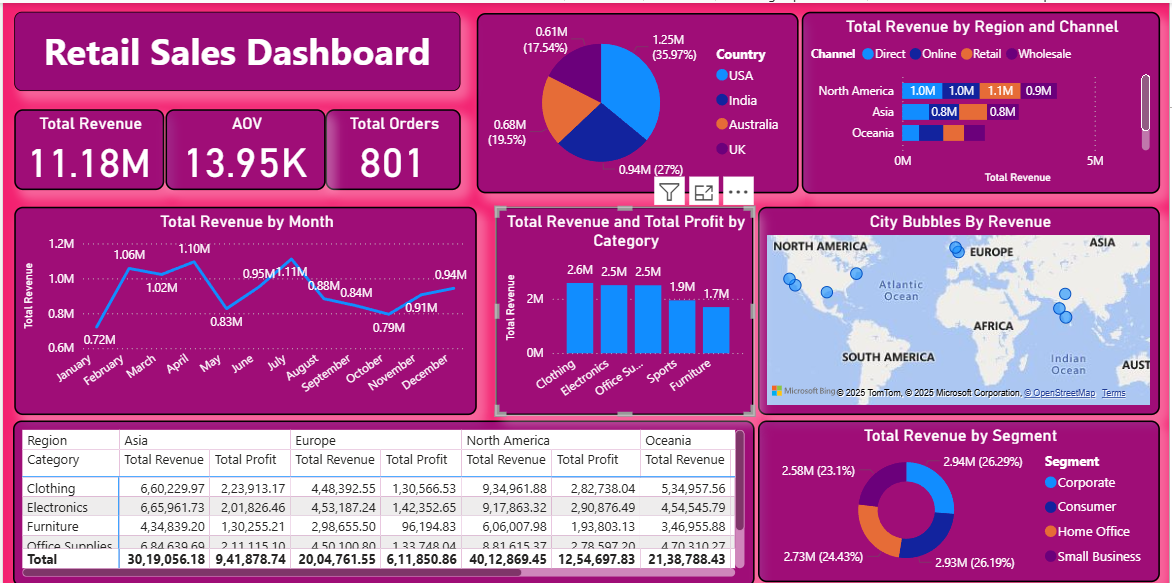 Retail Sales Dashboard
Total Revenue
11.18M
AOV
13.95K
Total Orders
801
0.61M
(17.54%)
1.25M
(35.97%)
0.68M
(19.5%)
0.94M (27%)
Country
USA
India
Australia
UK
Total Revenue by Region and Channel
Channel Direct Online Retail Wholesale
North America 1.0M 1.0M 1.1M 0.9M
Asia 0.8M 0.8M
Oceania
0M 5M
Total Revenue
Total Revenue by Month
Total Revenue
1.2M
1.0M
0.8M
0.6M
0.72M
1.06M
1.02M
1.10M
0.83M
0.95M
1.11M
0.88M
0.84M
0.79M
0.91M
0.94M
January
February
March
April
May
June
July
August
September
October
November
December
Total Revenue and Total Profit by
Category
Total Revenue
2M
0M
2.6M
2.5M
2.5M
1.9M
1.7M
Clothing
Electronics
Office Su...
Sports
Furniture
City Bubbles By Revenue
NORTH AMERICA
EUROPE
ASIA
Atlantic
Ocean
AFRICA
SOUTH AMERICA
Indian
Ocean
AUST
Microsoft Bing
© 2025 TomTom, © 2025 Microsoft Corporation, © OpenStreetMap Terms
Region Asia Europe North America Oceania
Category Total Revenue Total Profit Total Revenue Total Profit Total Revenue Total Profit Total Revenue
Clothing 6,60,229.97 2,23,913.17 4,48,392.55 1,30,566.53 9,34,961.88 2,82,738.04 5,34,957.56
Electronics 6,65,961.73 2,01,826.46 4,53,187.24 1,42,352.65 9,17,863.32 2,90,876.49 4,54,545.79
Furniture 4,34,839.20 1,30,255.21 2,98,655.50 96,194.83 6,06,007.98 1,93,803.13 3,46,955.88
Office Supplies 6,84,639.69 2,11,115.10 4,50,100.80 1,33,748.04 8,81,615.37 2,78,597.20 4,70,310.27
Total 30,19,056.18 9,41,878.74 20,04,761.55 6,11,850.86 40,12,869.45 12,54,697.83 21,38,788.43
Total Revenue by Segment
2.58M (23.1%)
2.94M (26.29%)
2.73M (24.43%)
2.93M (26.19%)
Segment
Corporate
Consumer
Home Office
Small Business